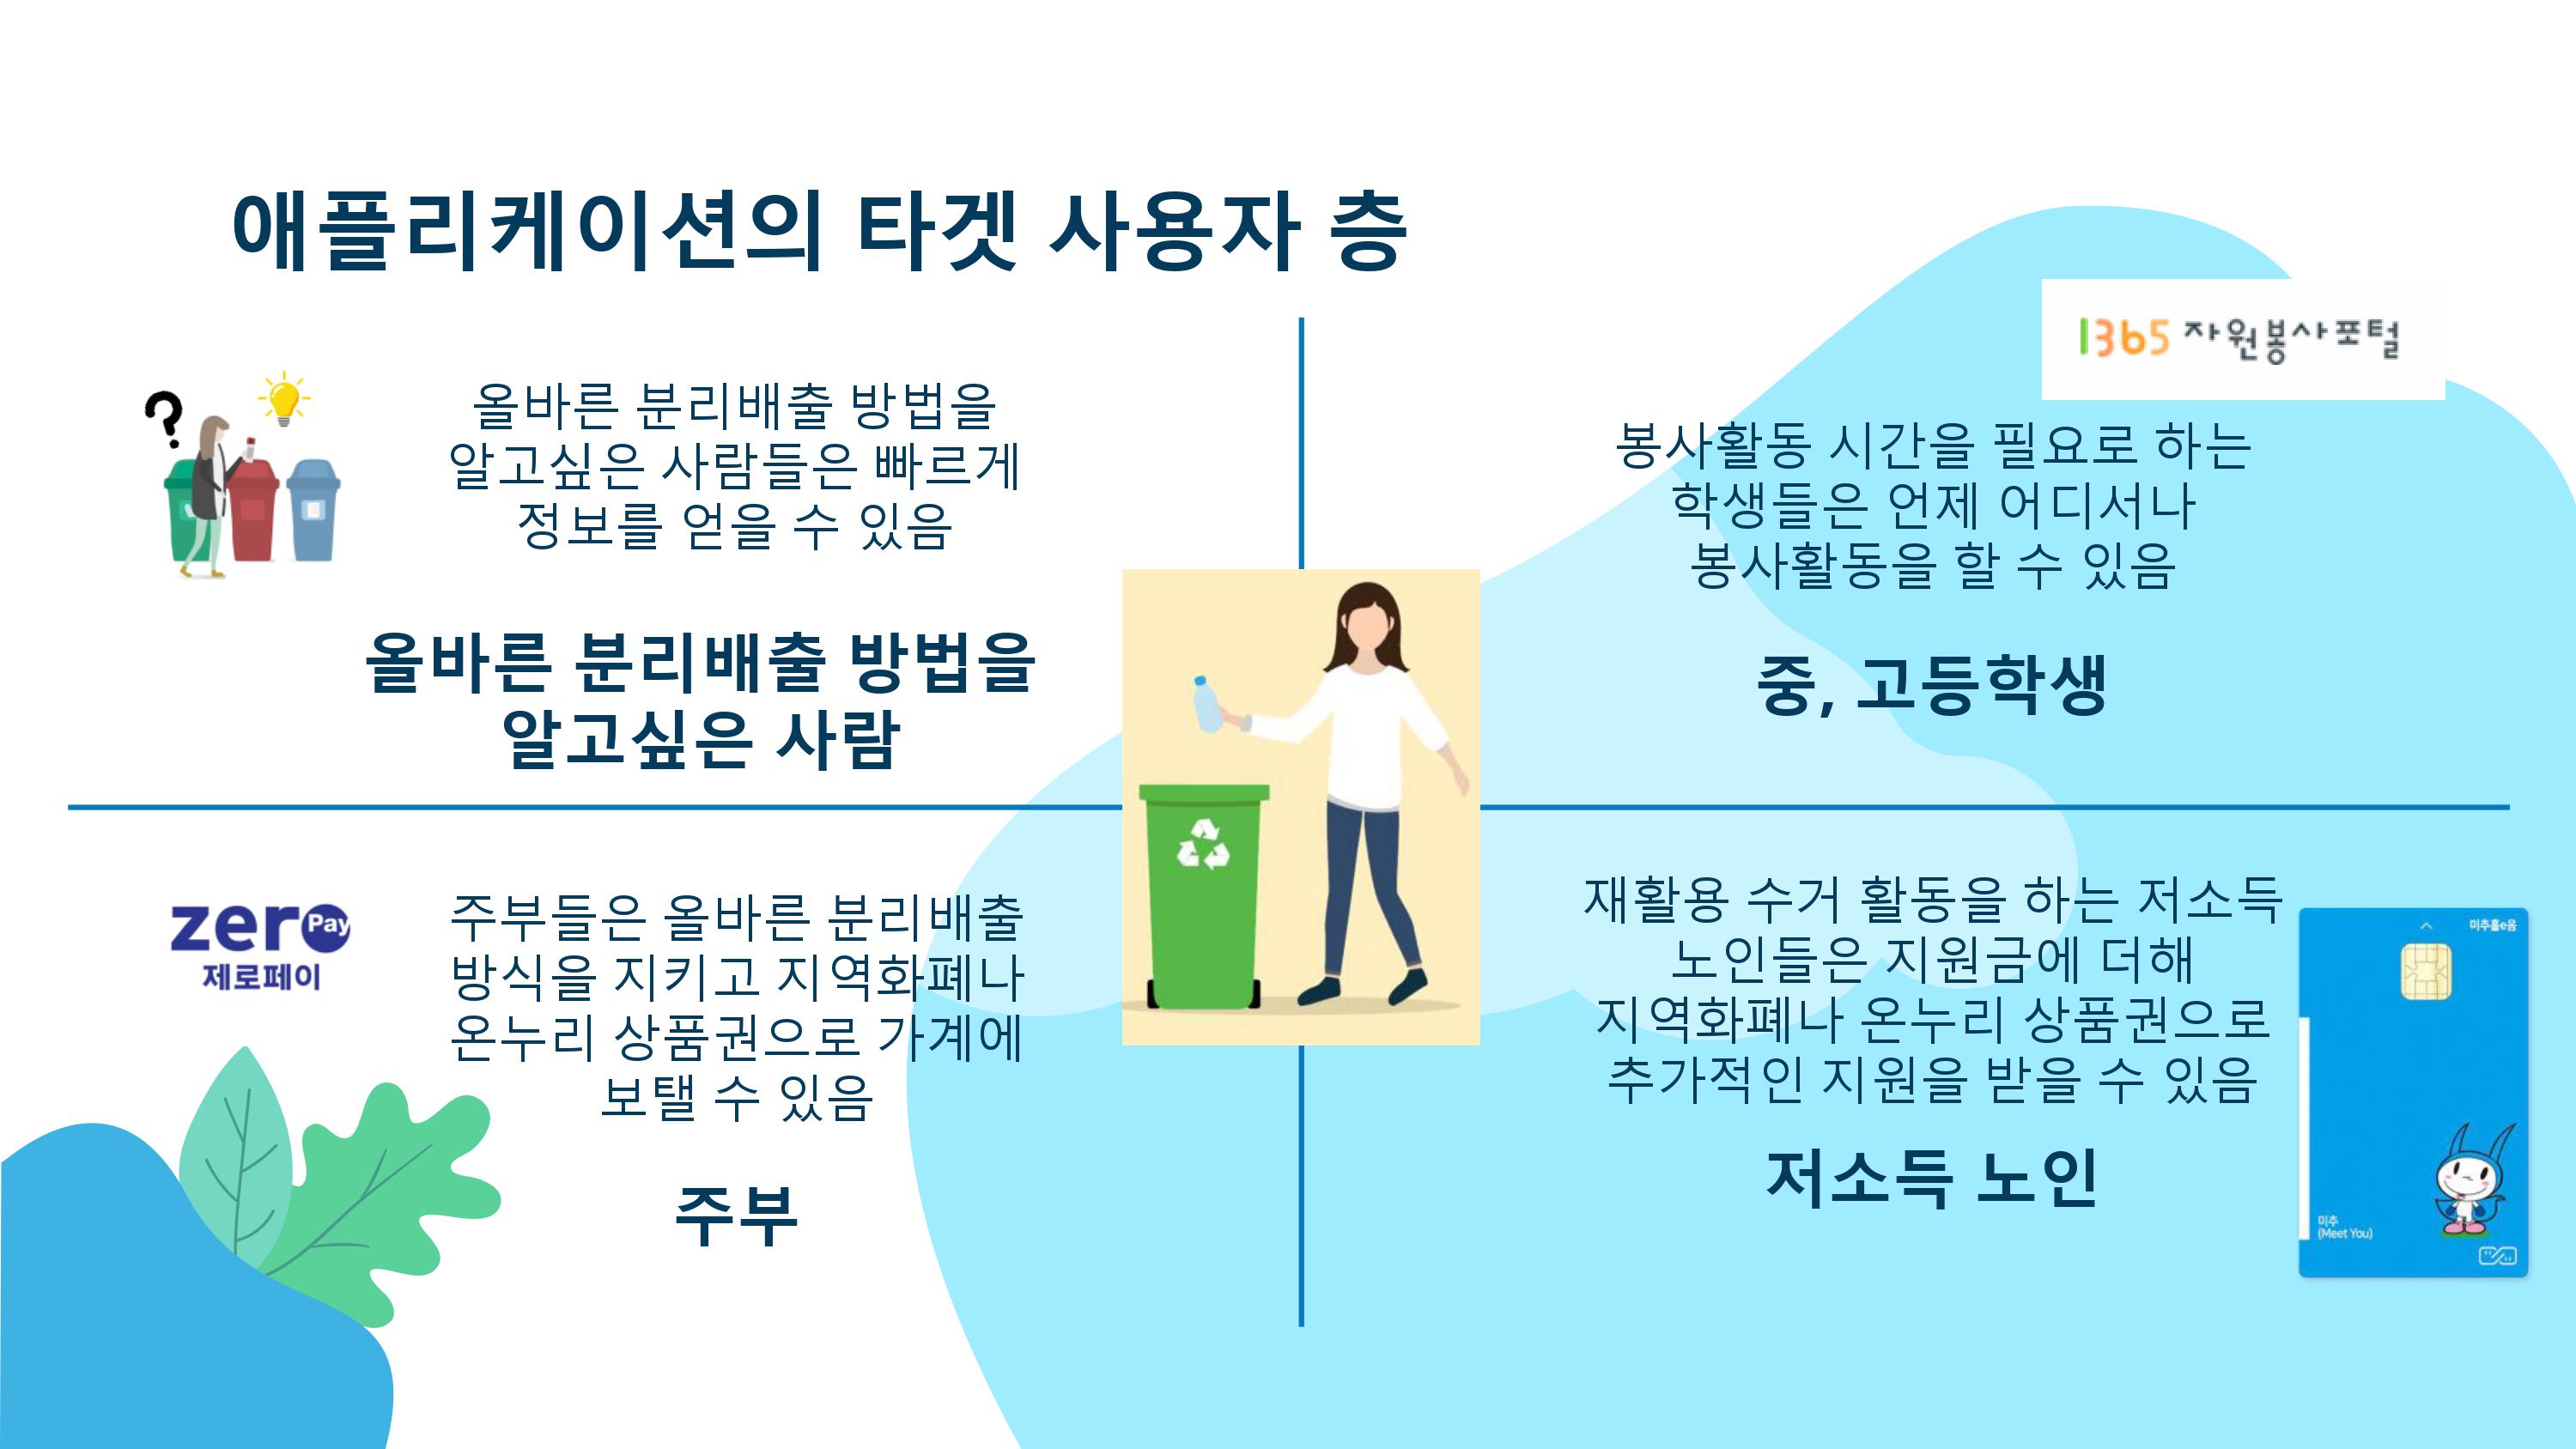 애플리케이션의 타겟 사용자 층
?
올바른 분리배출 방법을
알고싶은 사람들은 빠르게
정보를 얻을 수 있음
올바른 분리배출 방법을
알고싶은 사람
1365 자원봉사포털
봉사활동 시간을 필요로 하는
학생들은 언제 어디서나
봉사활동을 할 수 있음
중, 고등학생
zero Pay
제로페이
주부들은 올바른 분리배출
방식을 지키고 지역화폐나
온누리 상품권으로 가계에
보탤 수 있음
주부
재활용 수거 활동을 하는 저소득
노인들은 지원금에 더해
지역화폐나 온누리 상품권으로
추가적인 지원을 받을 수 있음
저소득 노인
미추홀e음
미추
(Meet You)